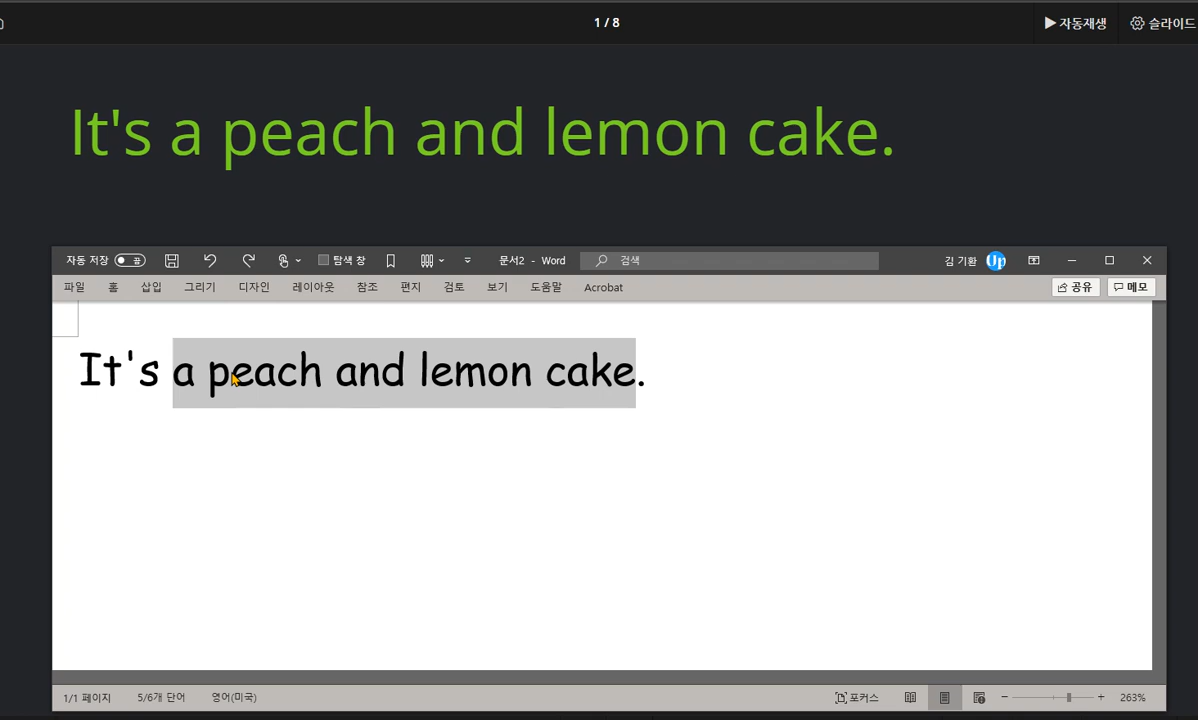 1 / 8
▶ 자동재생
슬라이드
It's a peach and lemon cake.
자동 저장
끔
탐색 창
문서2 - Word
검색
김 기환
Up
파일 홈 삽입 그리기 디자인 레이아웃 참조 편지 검토 보기 도움말 Acrobat
공유
메모
It's a peach and lemon cake.
1/1 페이지 5/6개 단어 영어(미국)
포커스
263%